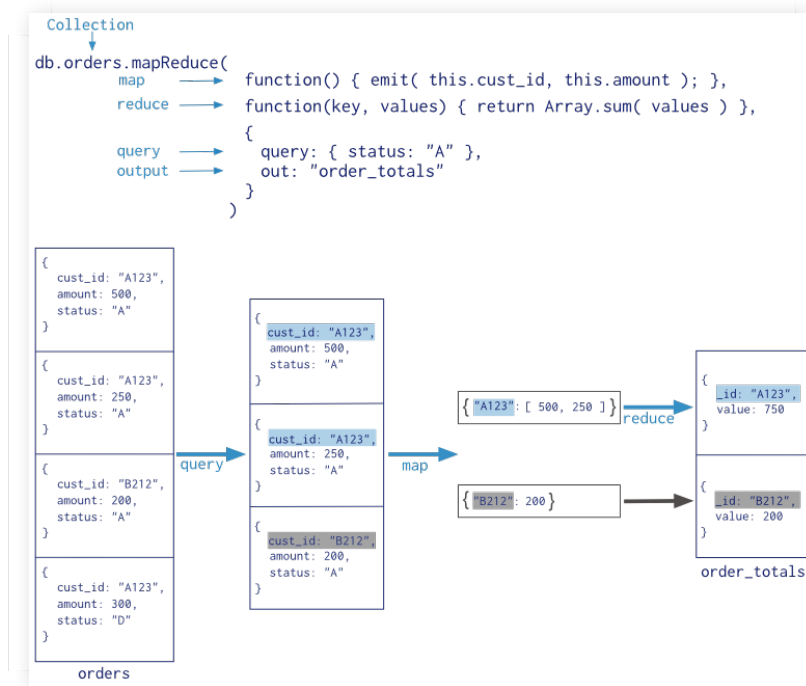 Collection
db.orders.mapReduce(
map function() { emit( this.cust_id, this.amount ); },
reduce function(key, values) { return Array.sum( values ) },
{
query query: { status: "A" },
output out: "order_totals"
}
)
{
cust_id: "A123",
amount: 500,
status: "A"
}
{
cust_id: "A123",
amount: 250,
status: "A"
}
{
cust_id: "B212",
amount: 200,
status: "A"
}
{
cust_id: "A123",
amount: 300,
status: "D"
}
orders
query
{
cust_id: "A123",
amount: 500,
status: "A"
}
{
cust_id: "A123",
amount: 250,
status: "A"
}
{
cust_id: "B212",
amount: 200,
status: "A"
}
map
{ "A123": [ 500, 250 ] }
{ "B212": 200 }
reduce
{
_id: "A123",
value: 750
}
{
_id: "B212",
value: 200
}
order_totals